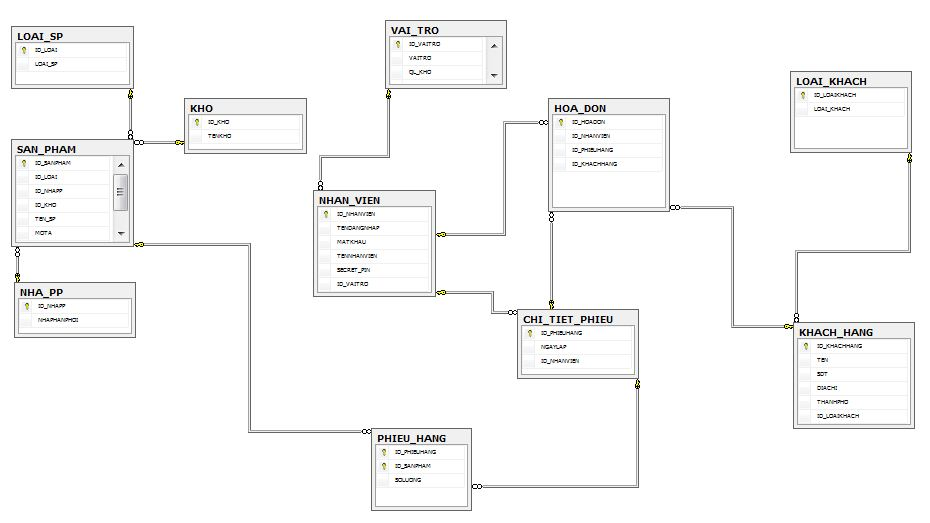 LOAI_SP
ID_LOAI
LOAI_SP
VAI_TRO
ID_VAITRO
VAITRO
QL_KHO
KHO
ID_KHO
TENKHO
HOA_DON
ID_HOADON
ID_NHANVIEN
ID_PHIEUHANG
ID_KHACHHANG
LOAI_KHACH
ID_LOAIKHACH
LOAI_KHACH
SAN_PHAM
ID_SANPHAM
ID_LOAI
ID_NHAPP
ID_KHO
TEN_SP
MOTA
NHAN_VIEN
ID_NHANVIEN
TENDANGNHAP
MATKHAU
TENNHANVIEN
SECRET_PIN
ID_VAITRO
NHA_PP
ID_NHAPP
NHAPHANPHOI
CHI_TIET_PHIEU
ID_PHIEUHANG
NGAYLAP
ID_NHANVIEN
KHACH_HANG
ID_KHACHHANG
TEN
SDT
DIACHI
THANHPHO
ID_LOAIKHACH
PHIEU_HANG
ID_PHIEUHANG
ID_SANPHAM
SOLUONG